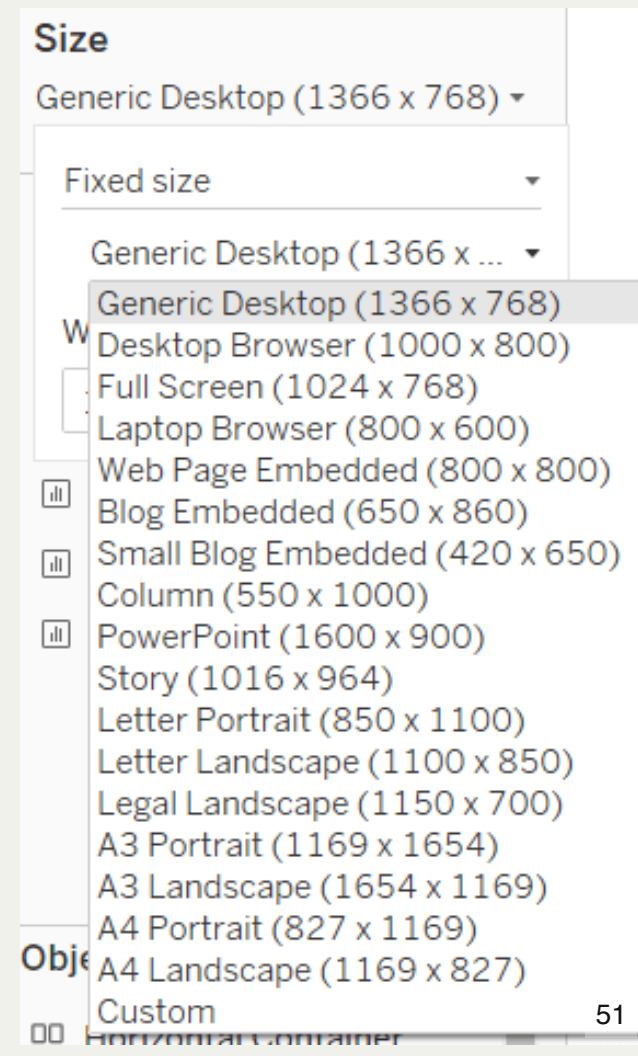 Size
Generic Desktop (1366 x 768)
Fixed size
Generic Desktop (1366 x ...
Generic Desktop (1366 x 768)
W
Desktop Browser (1000 x 800)
Full Screen (1024 x 768)
Laptop Browser (800 x 600)
Web Page Embedded (800 x 800)
Blog Embedded (650 x 860)
Small Blog Embedded (420 x 650)
Column (550 x 1000)
PowerPoint (1600 x 900)
Story (1016 x 964)
Letter Portrait (850 x 1100)
Letter Landscape (1100 x 850)
Legal Landscape (1150 x 700)
A3 Portrait (1169 x 1654)
A3 Landscape (1654 x 1169)
A4 Portrait (827 x 1169)
Obje
A4 Landscape (1169 x 827)
Custom
51
Horizontal Container